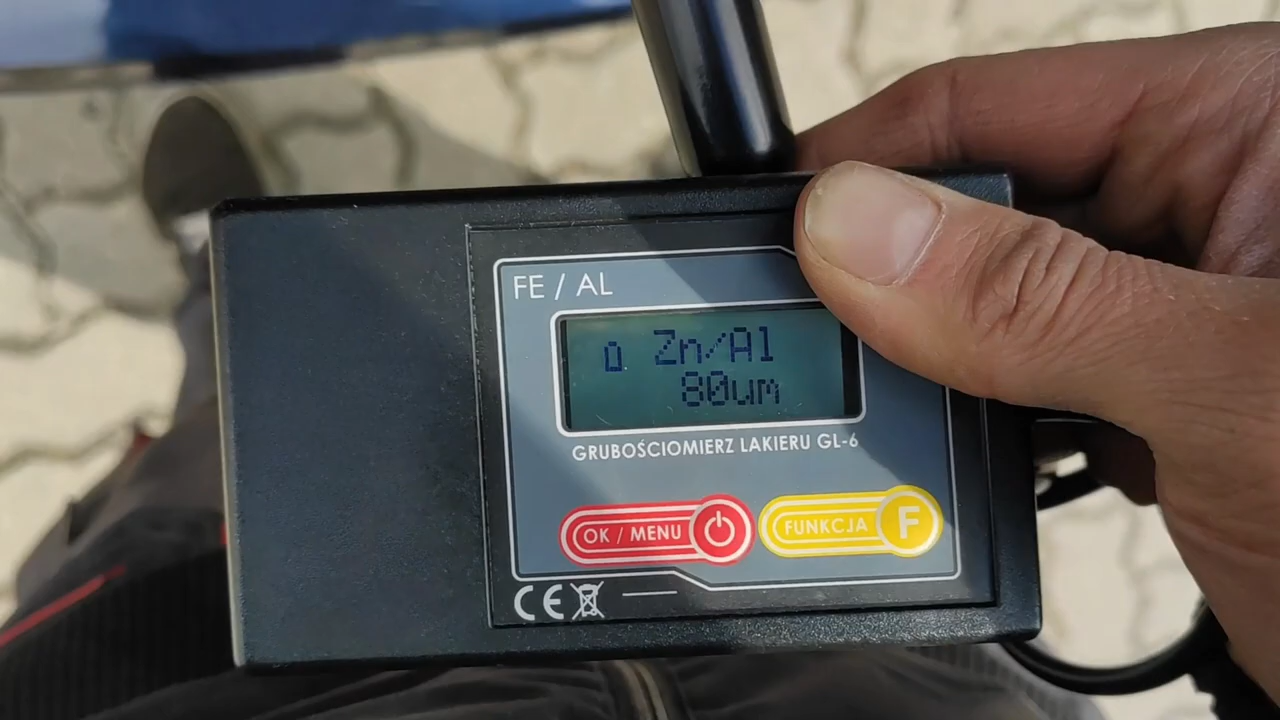 FE / AL
Zn/Al
80um
GRUBOŚCIOMIERZ LAKIERU GL-6
OK / MENU
FUNKCJA F
CE